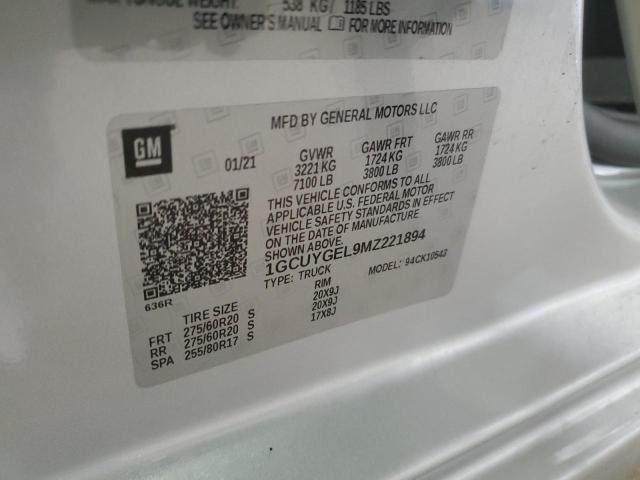 MAX TONGUE WEIGHT: 538 KG / 1185 LBS
SEE OWNER'S MANUAL FOR MORE INFORMATION
GM
MFD BY GENERAL MOTORS LLC
01/21 GVWR GAWR FRT GAWR RR
3221 KG 1724 KG 1724 KG
7100 LB 3800 LB 3800 LB
THIS VEHICLE CONFORMS TO ALL
APPLICABLE U.S. FEDERAL MOTOR
VEHICLE SAFETY STANDARDS IN EFFECT
ON THE DATE OF MANUFACTURE
SHOWN ABOVE.
1GCUYGEL9MZ221894
TYPE: TRUCK MODEL: 94CK10543
636R
TIRE SIZE RIM
FRT 275/60R20 S 20X9J
RR 275/60R20 S 20X9J
SPA 255/80R17 S 17X8J